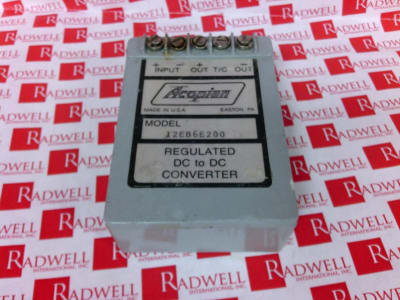 + - + -
INPUT OUT T/C OUT
Acopian
MADE IN U.S.A. EASTON, PA.
MODEL
12EB6E200
REGULATED
DC to DC
CONVERTER
RADWELL
INTERNATIONAL, INC.